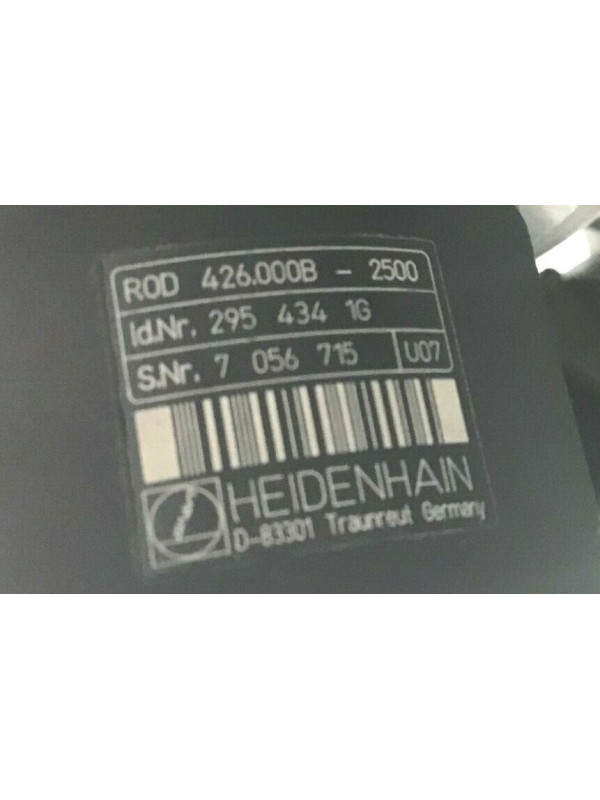 ROD 426.000B - 2500
Id.Nr. 295 434 1G
S.Nr. 7 056 715 U07
HEIDENHAIN
D-83301 Traunreut Germany